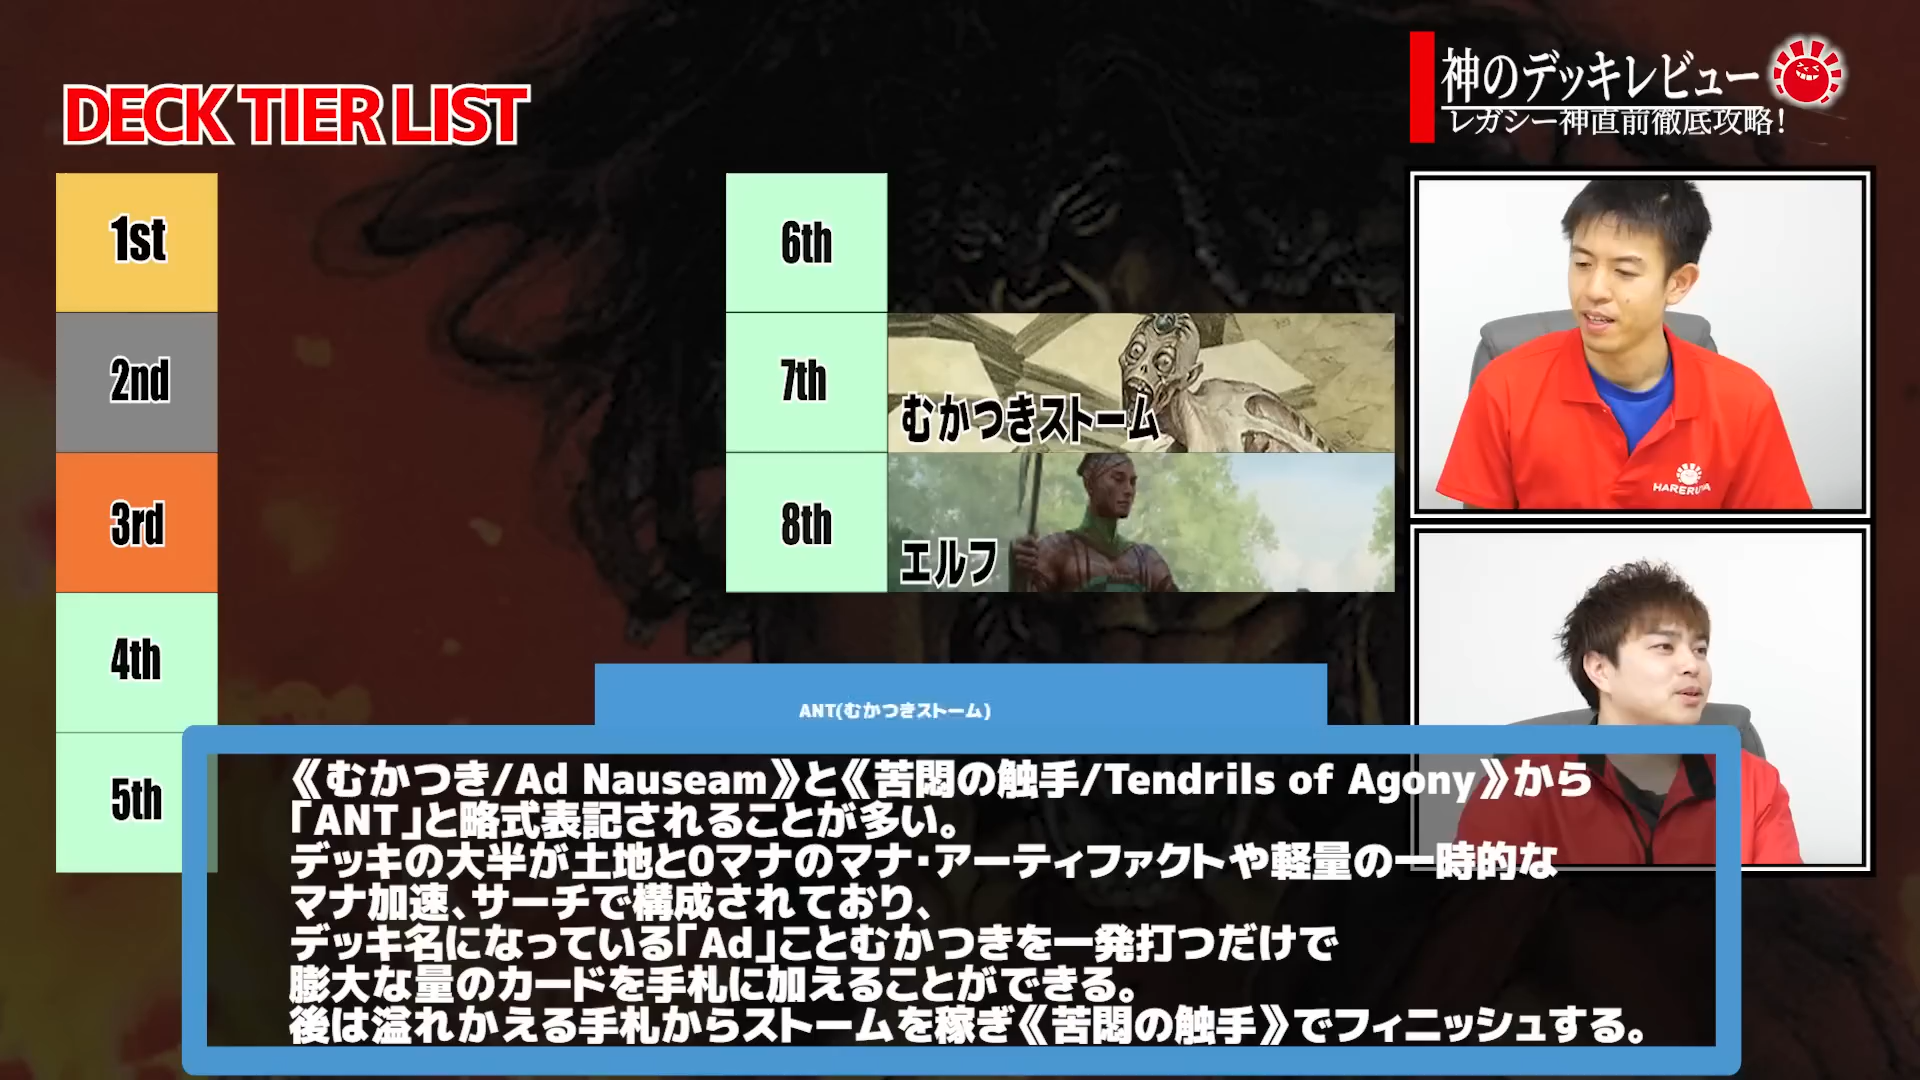 DECK TIER LIST
神のデッキレビュー
レガシー神直前徹底攻略!
1st
2nd
3rd
4th
5th
6th
7th
むかつきストーム
8th
エルフ
HARERUYA
ANT(むかつきストーム)
《むかつき/Ad Nauseam》と《苦悶の触手/Tendrils of Agony》から
「ANT」と略式表記されることが多い。
デッキの大半が土地と0マナのマナ・アーティファクトや軽量の一時的な
マナ加速、サーチで構成されており、
デッキ名になっている「Ad」ことむかつきを一発打つだけで
膨大な量のカードを手札に加えることができる。
後は溢れかえる手札からストームを稼ぎ《苦悶の触手》でフィニッシュする。